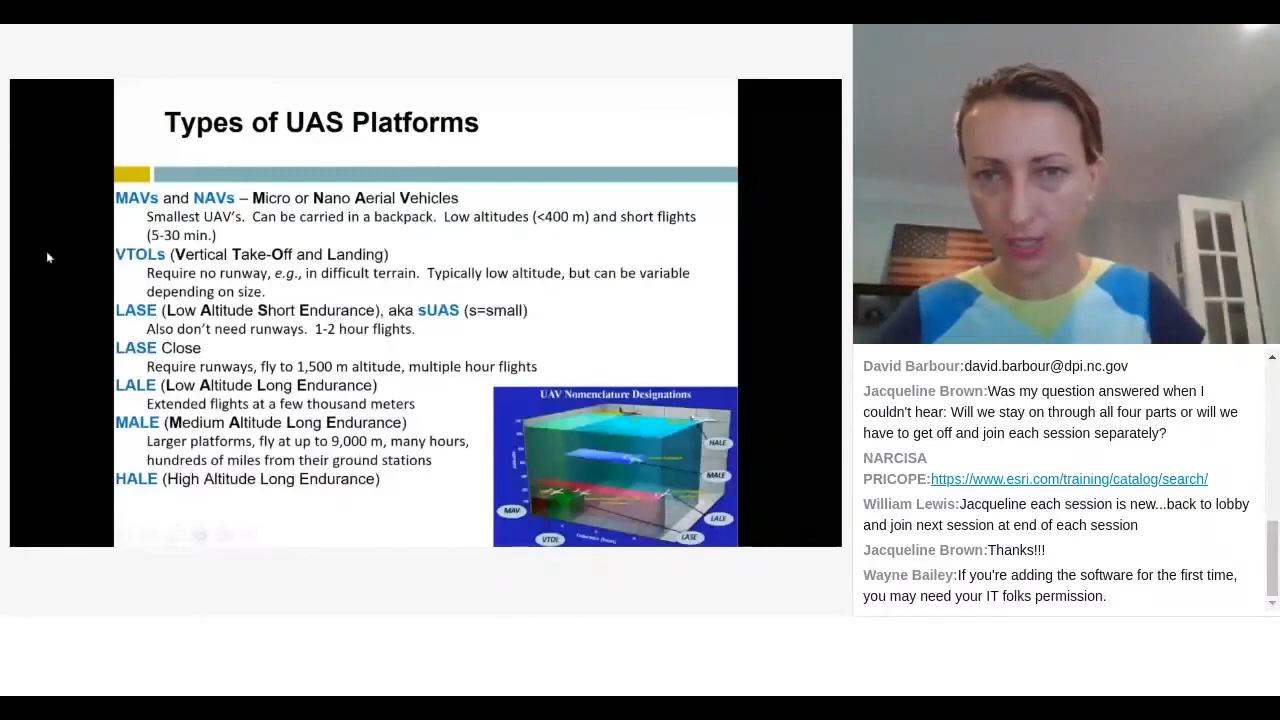 Types of UAS Platforms
MAVs and NAVs – Micro or Nano Aerial Vehicles
Smallest UAV's. Can be carried in a backpack. Low altitudes (<400 m) and short flights
(5-30 min.)
VTOLs (Vertical Take-Off and Landing)
Require no runway, e.g., in difficult terrain. Typically low altitude, but can be variable
depending on size.
LASE (Low Altitude Short Endurance), aka sUAS (s=small)
Also don't need runways. 1-2 hour flights.
LASE Close
Require runways, fly to 1,500 m altitude, multiple hour flights
LALE (Low Altitude Long Endurance)
Extended flights at a few thousand meters
MALE (Medium Altitude Long Endurance)
Larger platforms, fly at up to 9,000 m, many hours,
hundreds of miles from their ground stations
HALE (High Altitude Long Endurance)
UAV Nomenclature Designations
HALE
MALE
LALE
LASE
MAV
VTOL
David Barbour:david.barbour@dpi.nc.gov
Jacqueline Brown:Was my question answered when I
couldn't hear: Will we stay on through all four parts or will we
have to get off and join each session separately?
NARCISA
PRICOPE:https://www.esri.com/training/catalog/search/
William Lewis:Jacqueline each session is new...back to lobby
and join next session at end of each session
Jacqueline Brown:Thanks!!!
Wayne Bailey:If you're adding the software for the first time,
you may need your IT folks permission.